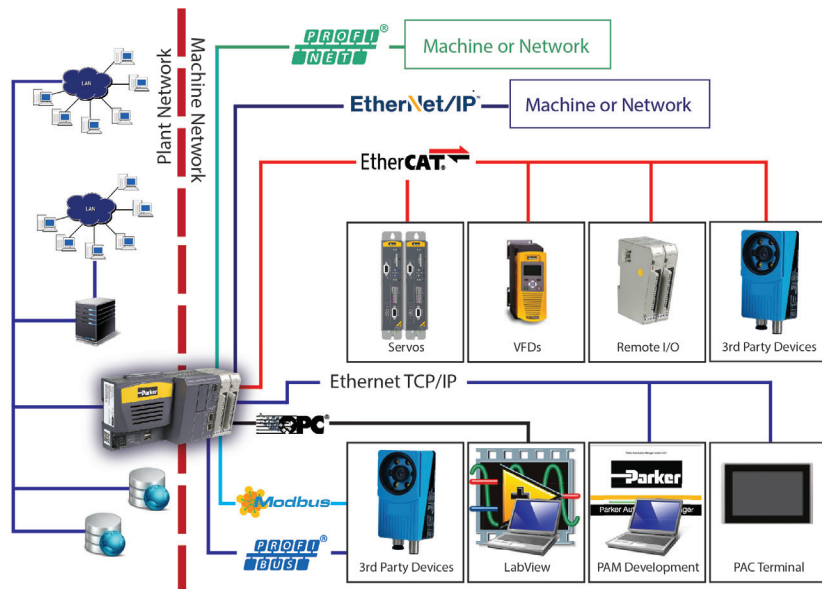 Plant Network
Machine Network
LAN
LAN
PROFI®
NET
Machine or Network
EtherNet/IP™
Machine or Network
EtherCAT®
Servos
VFDs
Remote I/O
3rd Party Devices
Parker
Ethernet TCP/IP
OPC®
Modbus
PROFI®
BUS
3rd Party Devices
LabView
Parker
PAM Development
PAC Terminal